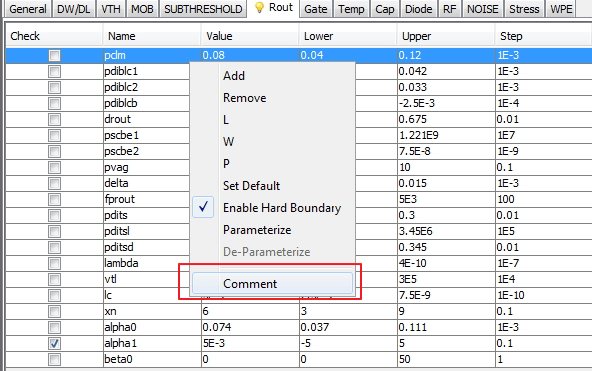 General DW/DL VTH MOB SUBTHRESHOLD Rout Gate Temp Cap Diode RF NOISE Stress WPE
Check Name Value Lower Upper Step
pclm 0.08 0.04 0.12 1E-3
pdiblc1 0.042 1E-3
pdiblc2 0.033 1E-3
pdiblcb -2.5E-3 1E-4
drout 0.675 0.01
pscbe1 1.221E9 1E7
pscbe2 7.5E-8 1E-9
pvag 10 0.1
delta 0.015 1E-3
fprout 5E3 100
pdits 0.3 0.01
pditsl 3.45E6 1E5
pditsd 0.345 0.01
lambda 4E-10 1E-7
vtl 3E5 1E4
lc 7.5E-9 1E-10
xn 6 3 9 0.1
alpha0 0.074 0.037 0.111 1E-3
alpha1 5E-3 -5 5 0.1
beta0 0 0 50 1
Add
Remove
L
W
P
Set Default
Enable Hard Boundary
Parameterize
De-Parameterize
Comment